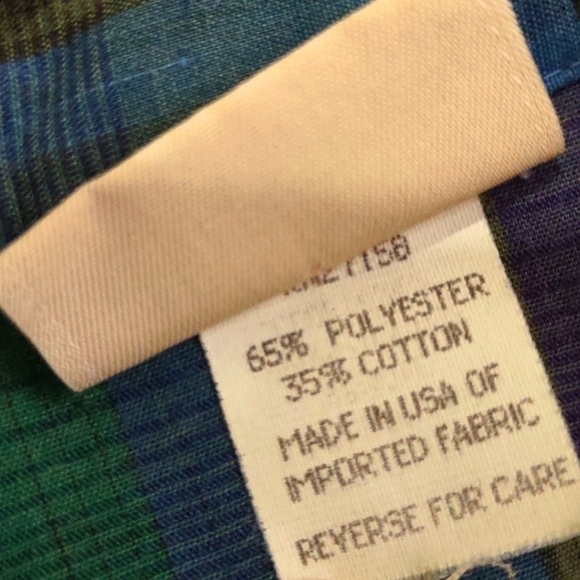 65% POLYESTER
35% COTTON
MADE IN USA OF
IMPORTED FABRIC
REVERSE FOR CARE